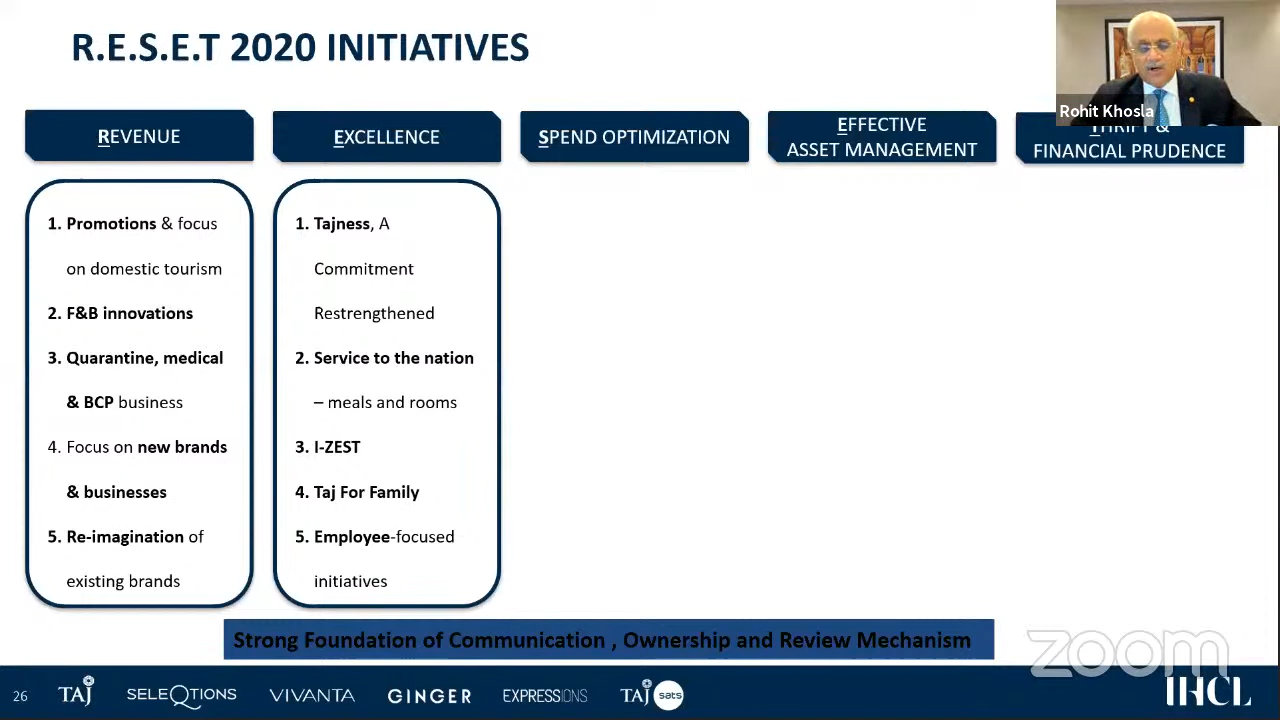 R.E.S.E.T 2020 INITIATIVES
Rohit Khosla
REVENUE
EXCELLENCE
SPEND OPTIMIZATION
EFFECTIVE
ASSET MANAGEMENT
THRIFT &
FINANCIAL PRUDENCE
1. Promotions & focus
on domestic tourism
2. F&B innovations
3. Quarantine, medical
& BCP business
4. Focus on new brands
& businesses
5. Re-imagination of
existing brands
1. Tajness, A
Commitment
Restrengthened
2. Service to the nation
– meals and rooms
3. I-ZEST
4. Taj For Family
5. Employee-focused
initiatives
Strong Foundation of Communication , Ownership and Review Mechanism
zoom
26
TAJ
SELEQTIONS
VIVANTA
GINGER
EXPRESSIONS
TAJ sats
IHCL